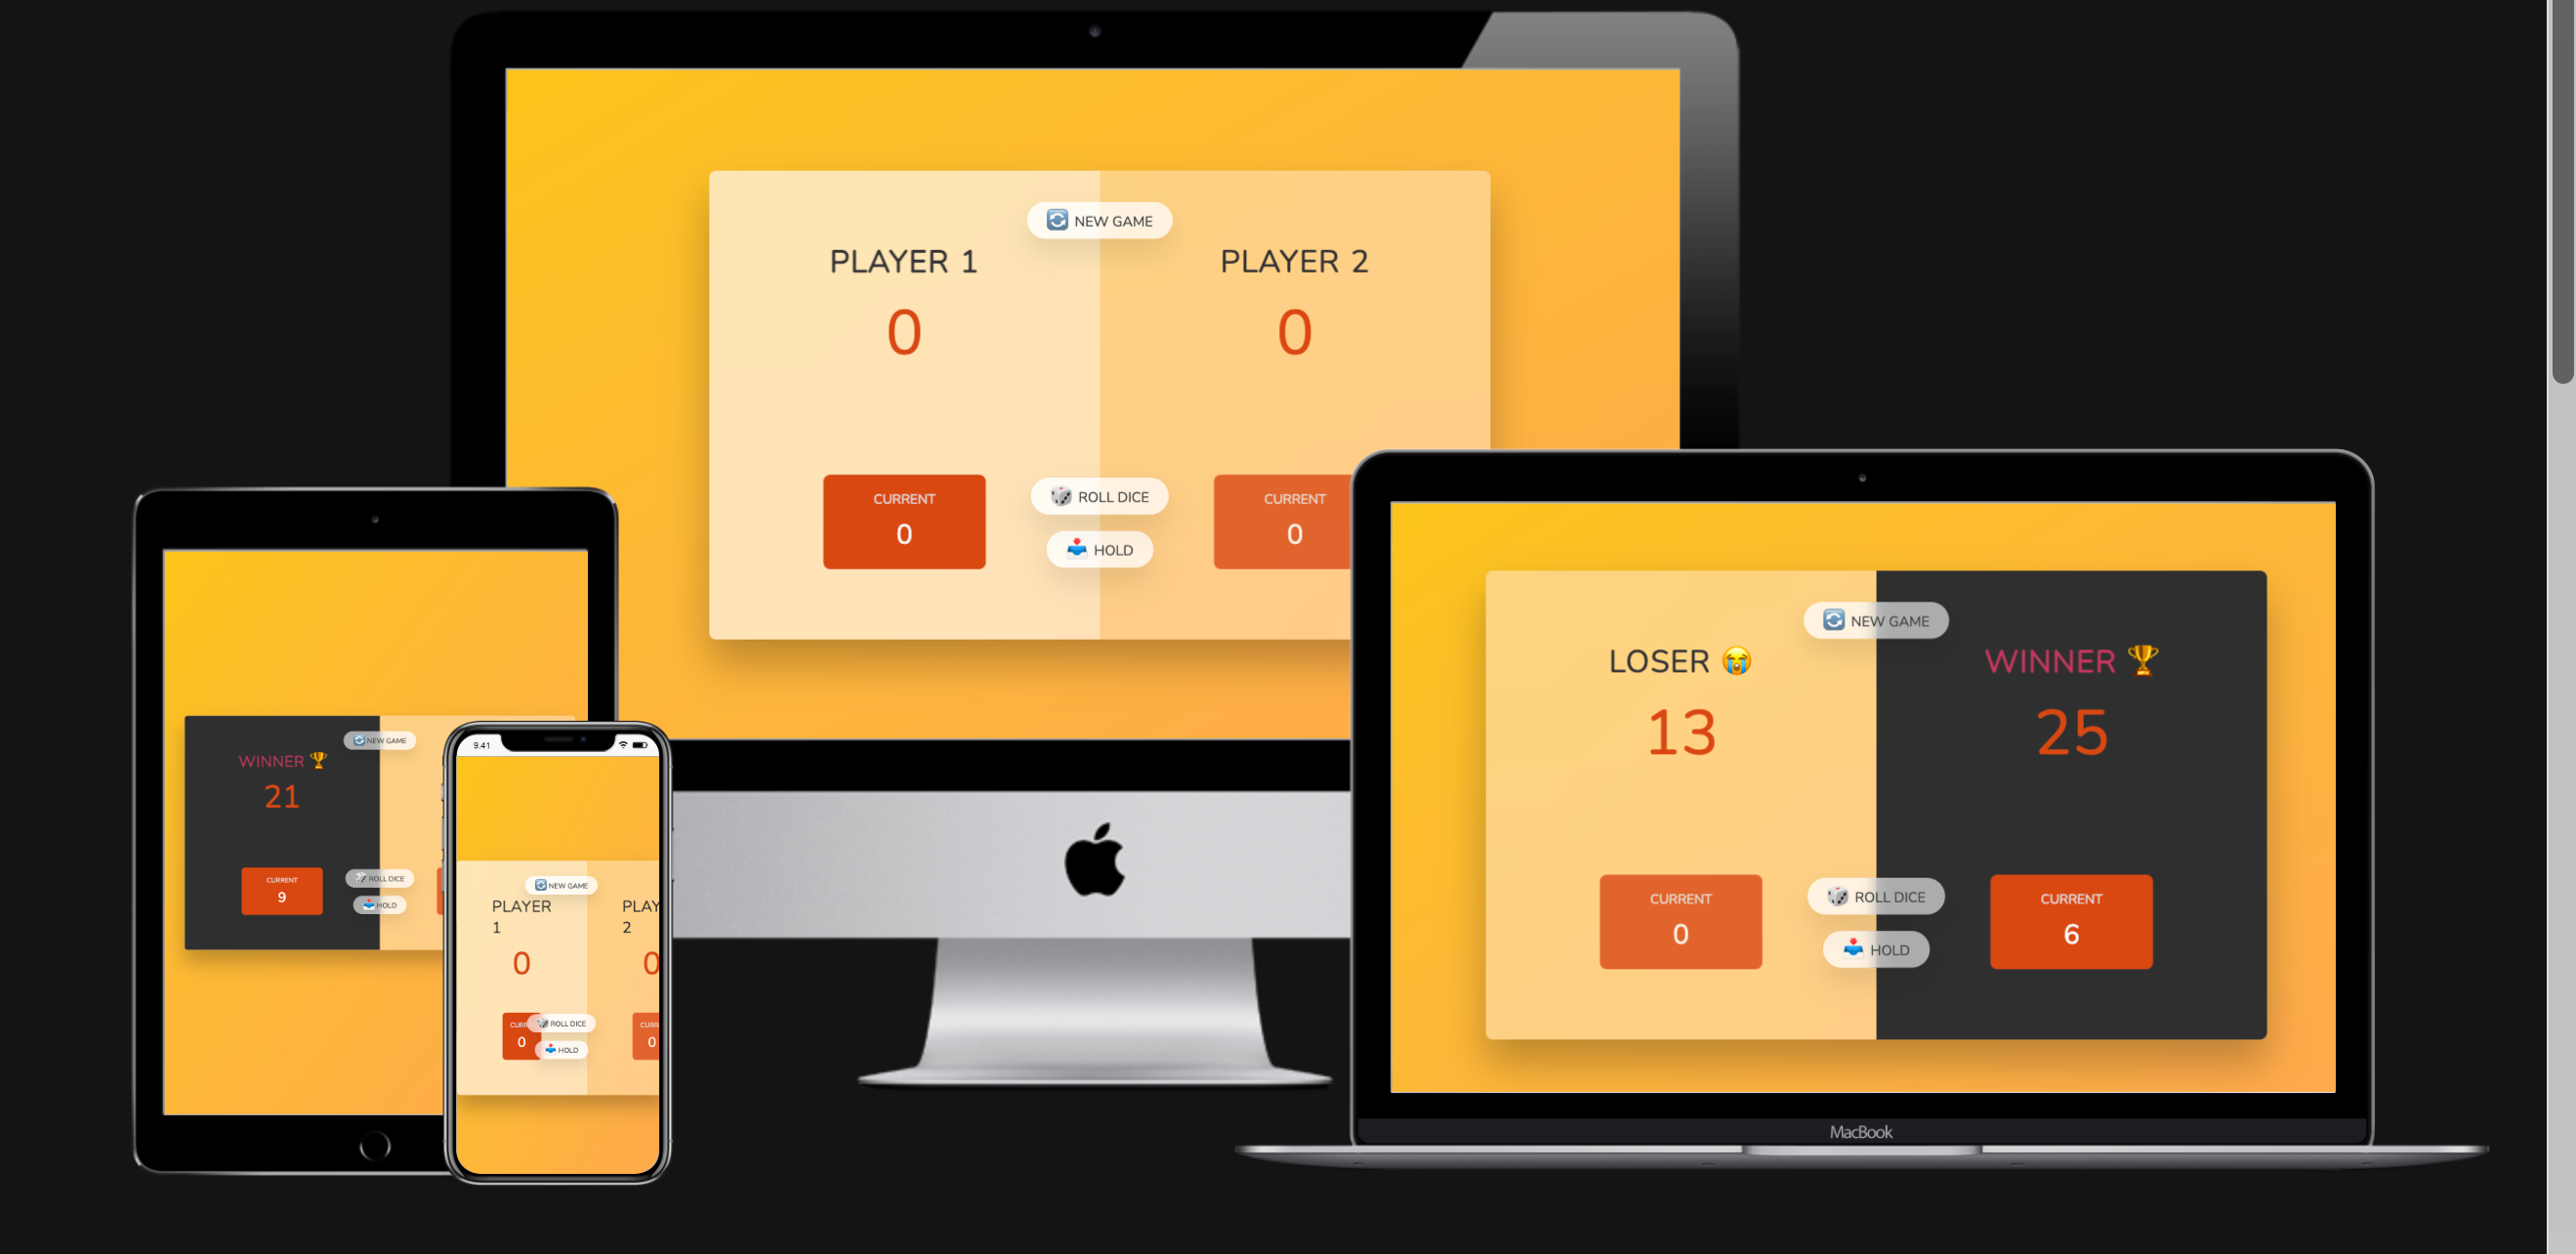 NEW GAME
PLAYER 1
PLAYER 2
0
0
CURRENT
0
ROLL DICE
HOLD
CURRENT
0
NEW GAME
WINNER 🏆
21
CURRENT
9
ROLL DICE
HOLD
9.41
NEW GAME
PLAYER
1
PLAY
2
0
0
CURR
0
ROLL DICE
HOLD
CURR
0
NEW GAME
LOSER 😭
WINNER 🏆
13
25
CURRENT
0
ROLL DICE
HOLD
CURRENT
6
MacBook